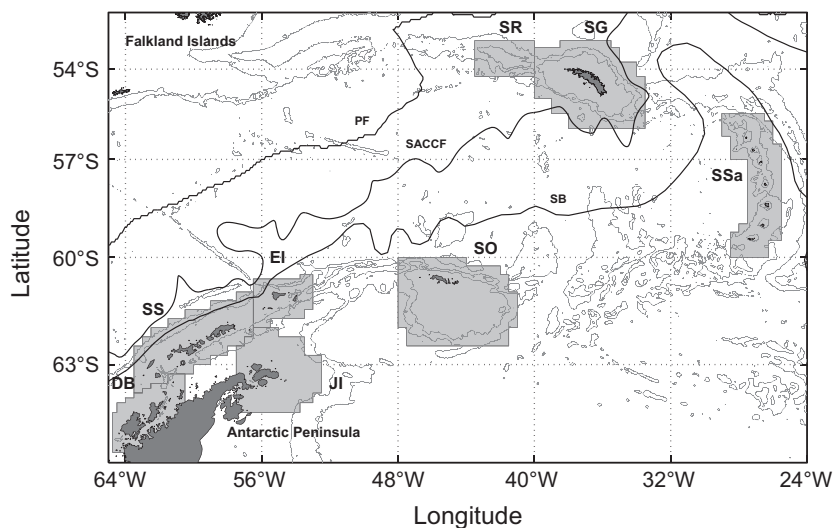 SR
SG
Falkland Islands
54°S
PF
SACCF
57°S
SSa
SB
SO
60°S
EI
SS
63°S
DB
JI
Antarctic Peninsula
64°W
56°W
48°W
40°W
32°W
24°W
Latitude
Longitude